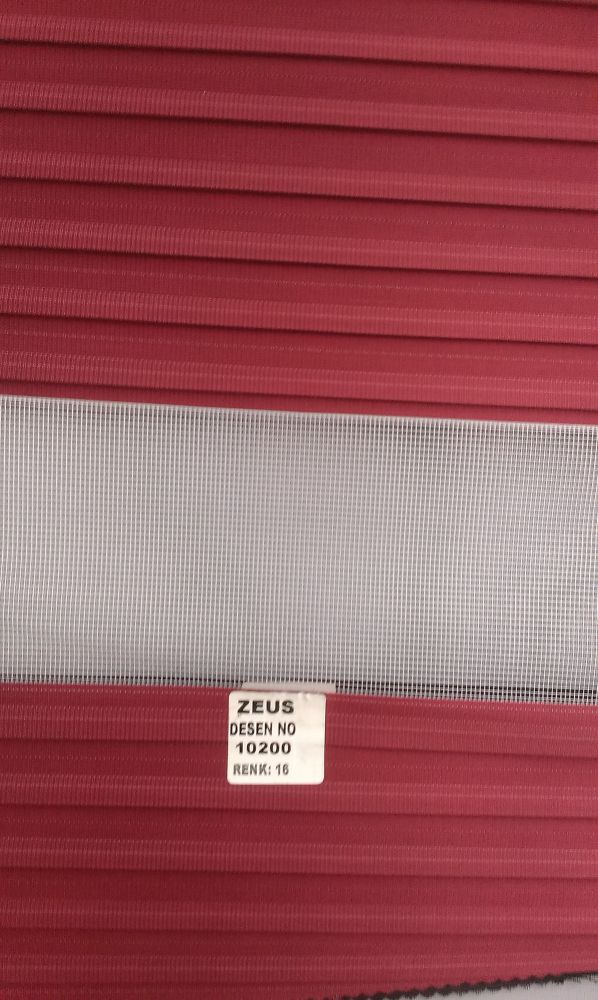 ZEUS
DESEN NO
10200
RENK: 16